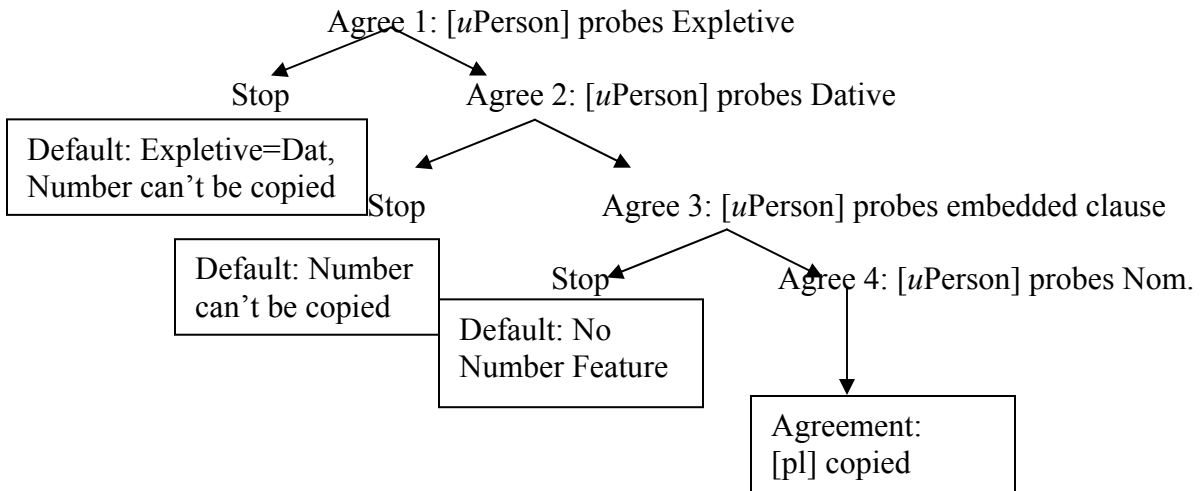 Agree 1: [uPerson] probes Expletive
Stop
Agree 2: [uPerson] probes Dative
Default: Expletive=Dat,
Number can’t be copied
Stop
Agree 3: [uPerson] probes embedded clause
Default: Number
can’t be copied
Stop
Agree 4: [uPerson] probes Nom.
Default: No
Number Feature
Agreement:
[pl] copied